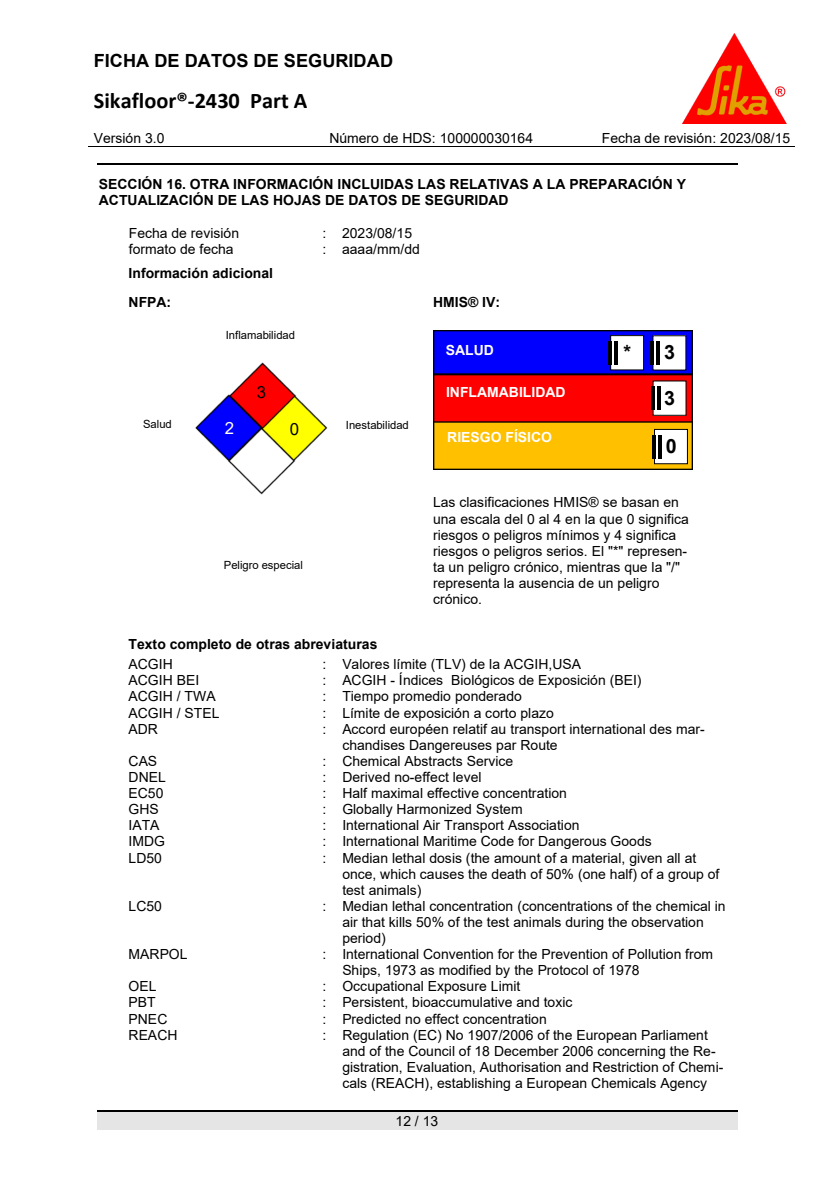 FICHA DE DATOS DE SEGURIDAD
Sikafloor®-2430 Part A
Sika ®
Versión 3.0 Número de HDS: 100000030164 Fecha de revisión: 2023/08/15
SECCIÓN 16. OTRA INFORMACIÓN INCLUIDAS LAS RELATIVAS A LA PREPARACIÓN Y
ACTUALIZACIÓN DE LAS HOJAS DE DATOS DE SEGURIDAD
Fecha de revisión : 2023/08/15
formato de fecha : aaaa/mm/dd
Información adicional
NFPA:
Inflamabilidad
3
Salud 2 0 Inestabilidad
Peligro especial
HMIS® IV:
SALUD * 3
INFLAMABILIDAD 3
RIESGO FÍSICO 0
Las clasificaciones HMIS® se basan en
una escala del 0 al 4 en la que 0 significa
riesgos o peligros mínimos y 4 significa
riesgos o peligros serios. El "*" represen-
ta un peligro crónico, mientras que la "/"
representa la ausencia de un peligro
crónico.
Texto completo de otras abreviaturas
ACGIH : Valores límite (TLV) de la ACGIH,USA
ACGIH BEI : ACGIH - Índices Biológicos de Exposición (BEI)
ACGIH / TWA : Tiempo promedio ponderado
ACGIH / STEL : Límite de exposición a corto plazo
ADR : Accord européen relatif au transport international des mar-
chandises Dangereuses par Route
CAS : Chemical Abstracts Service
DNEL : Derived no-effect level
EC50 : Half maximal effective concentration
GHS : Globally Harmonized System
IATA : International Air Transport Association
IMDG : International Maritime Code for Dangerous Goods
LD50 : Median lethal dosis (the amount of a material, given all at
once, which causes the death of 50% (one half) of a group of
test animals)
LC50 : Median lethal concentration (concentrations of the chemical in
air that kills 50% of the test animals during the observation
period)
MARPOL : International Convention for the Prevention of Pollution from
Ships, 1973 as modified by the Protocol of 1978
OEL : Occupational Exposure Limit
PBT : Persistent, bioaccumulative and toxic
PNEC : Predicted no effect concentration
REACH : Regulation (EC) No 1907/2006 of the European Parliament
and of the Council of 18 December 2006 concerning the Re-
gistration, Evaluation, Authorisation and Restriction of Chemi-
cals (REACH), establishing a European Chemicals Agency
12 / 13